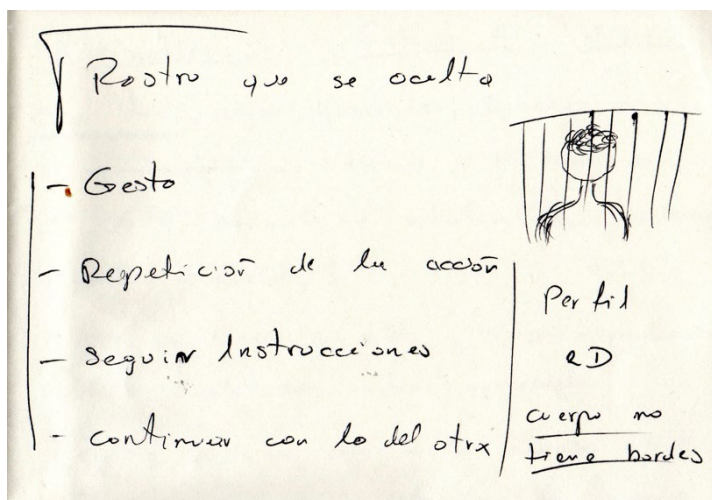 Rostro que se oculta
- Gesto
- Repetición de la acción
- Seguir Instrucciones
- continuar con lo del otrx
Perfil
2D
cuerpo no
tiene bordes